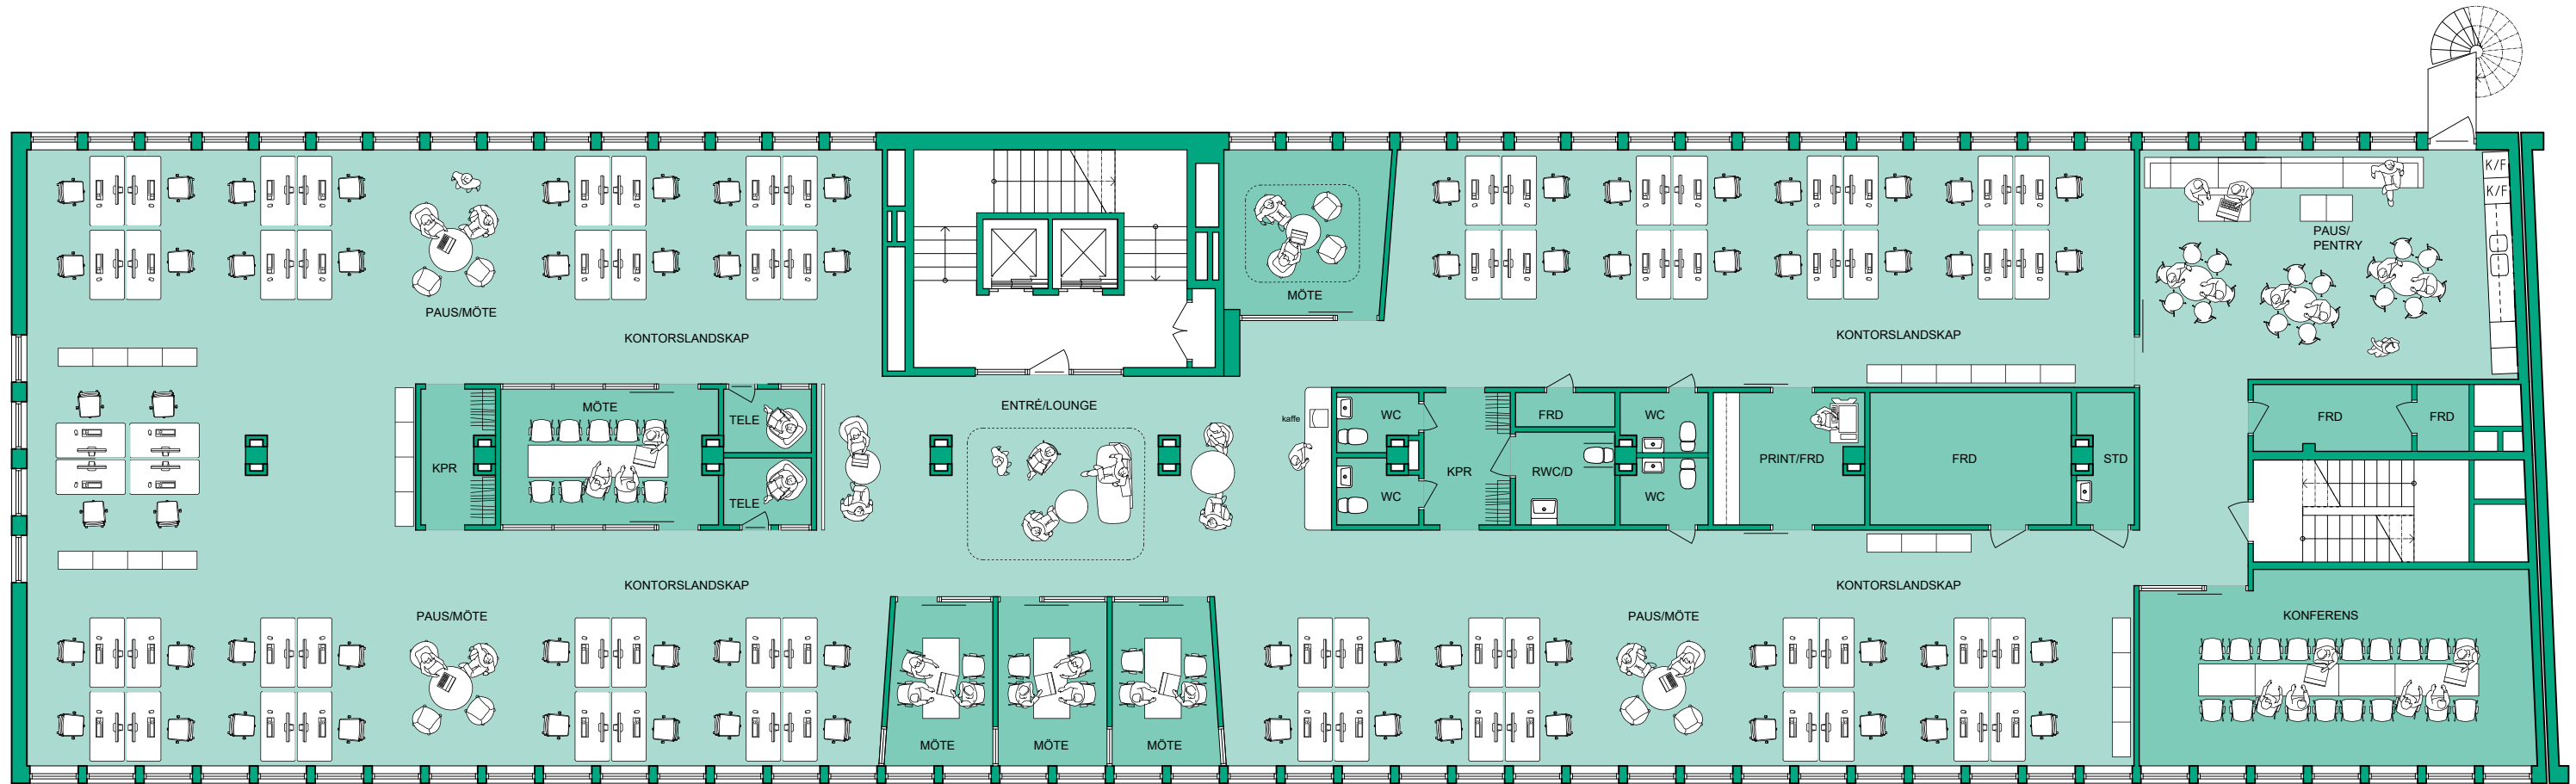 K/F
K/F
PAUS/
PENTRY
MÖTE
PAUS/MÖTE
KONTORSLANDSKAP
KONTORSLANDSKAP
ENTRÉ/LOUNGE
MÖTE
TELE
kaffe
WC
FRD
WC
FRD
FRD
KPR
KPR
RWC/D
PRINT/FRD
FRD
STD
TELE
WC
WC
KONTORSLANDSKAP
KONTORSLANDSKAP
PAUS/MÖTE
PAUS/MÖTE
KONFERENS
MÖTE
MÖTE
MÖTE